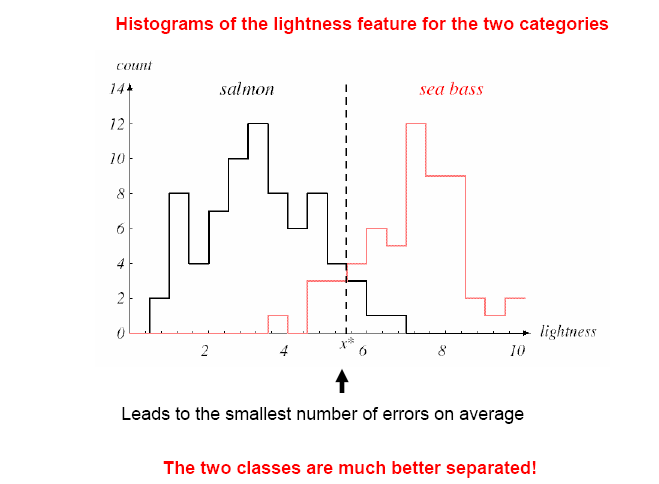 Histograms of the lightness feature for the two categories
count
salmon
sea bass
14
12
10
8
6
4
2
0
lightness
2 4 x* 6 8 10
Leads to the smallest number of errors on average
The two classes are much better separated!